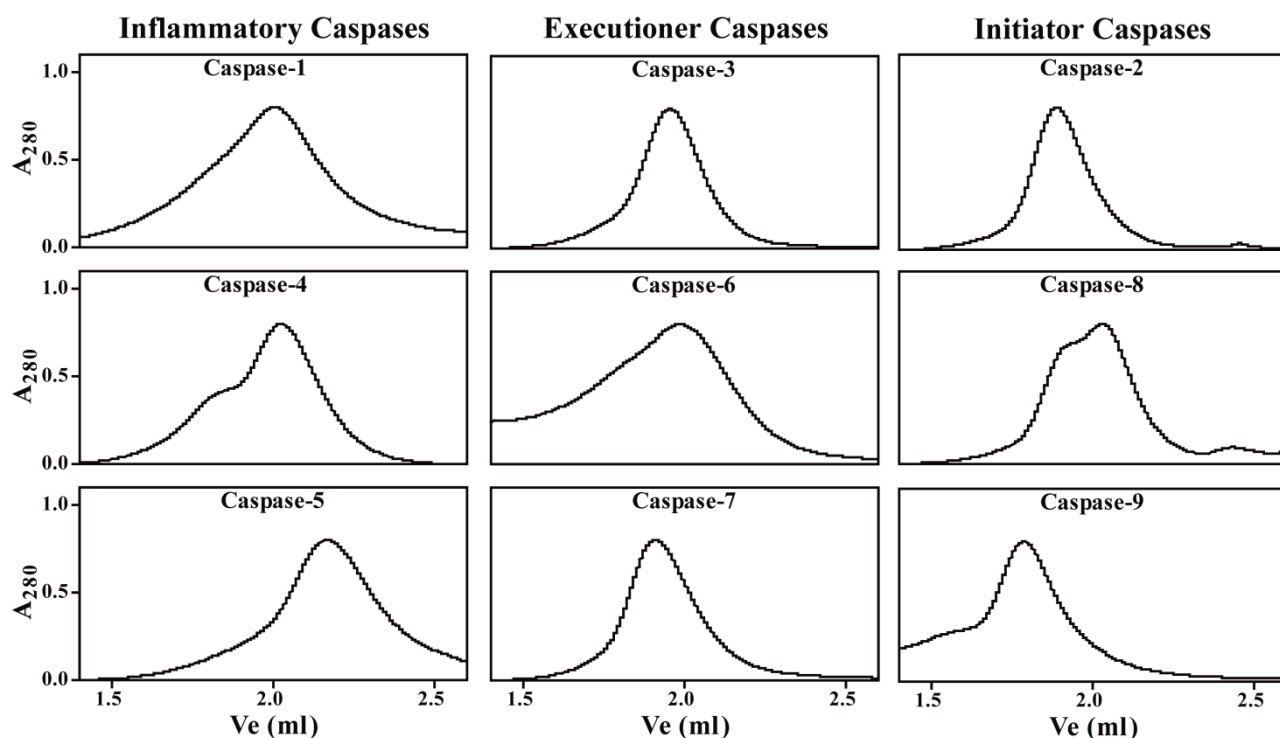 Inflammatory Caspases Executioner Caspases Initiator Caspases
Caspase-1 Caspase-3 Caspase-2
1.0
0.5
0.0
A280
Caspase-4 Caspase-6 Caspase-8
1.0
0.5
0.0
A280
Caspase-5 Caspase-7 Caspase-9
1.0
0.5
0.0
A280
1.5 2.0 2.5 1.5 2.0 2.5 1.5 2.0 2.5
Ve (ml) Ve (ml) Ve (ml)